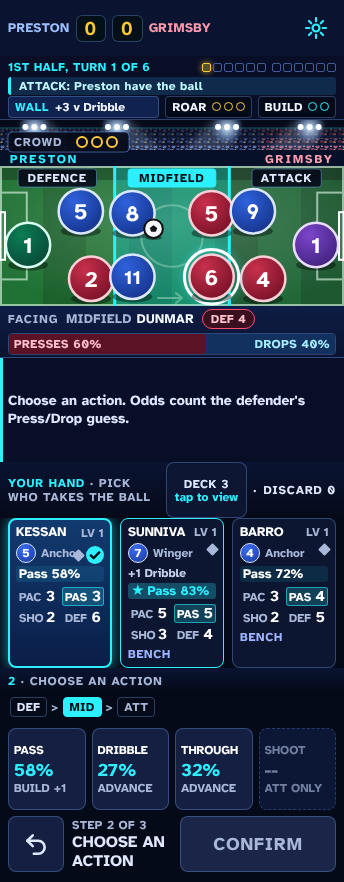 PRESTON 0 0 GRIMSBY
1ST HALF, TURN 1 OF 6
ATTACK: Preston have the ball
WALL +3 v Dribble ROAR BUILD
CROWD
PRESTON GRIMSBY
DEFENCE MIDFIELD ATTACK
5 8 5 9
1 1
2 11 6 4
FACING MIDFIELD DUNMAR DEF 4
PRESSES 60% DROPS 40%
Choose an action. Odds count the defender's
Press/Drop guess.
YOUR HAND · PICK
WHO TAKES THE BALL
DECK 3
tap to view
· DISCARD 0
KESSAN LV 1
5 Ancho
Pass 58%
PAC 3 PAS 3
SHO 2 DEF 6
SUNNIVA LV 1
7 Winger
+1 Dribble
★ Pass 83%
PAC 5 PAS 5
SHO 3 DEF 4
BENCH
BARRO LV 1
4 Anchor
Pass 72%
PAC 3 PAS 4
SHO 2 DEF 5
BENCH
2 · CHOOSE AN ACTION
DEF > MID > ATT
PASS
58%
BUILD +1
DRIBBLE
27%
ADVANCE
THROUGH
32%
ADVANCE
SHOOT
--
ATT ONLY
STEP 2 OF 3
CHOOSE AN
ACTION
CONFIRM